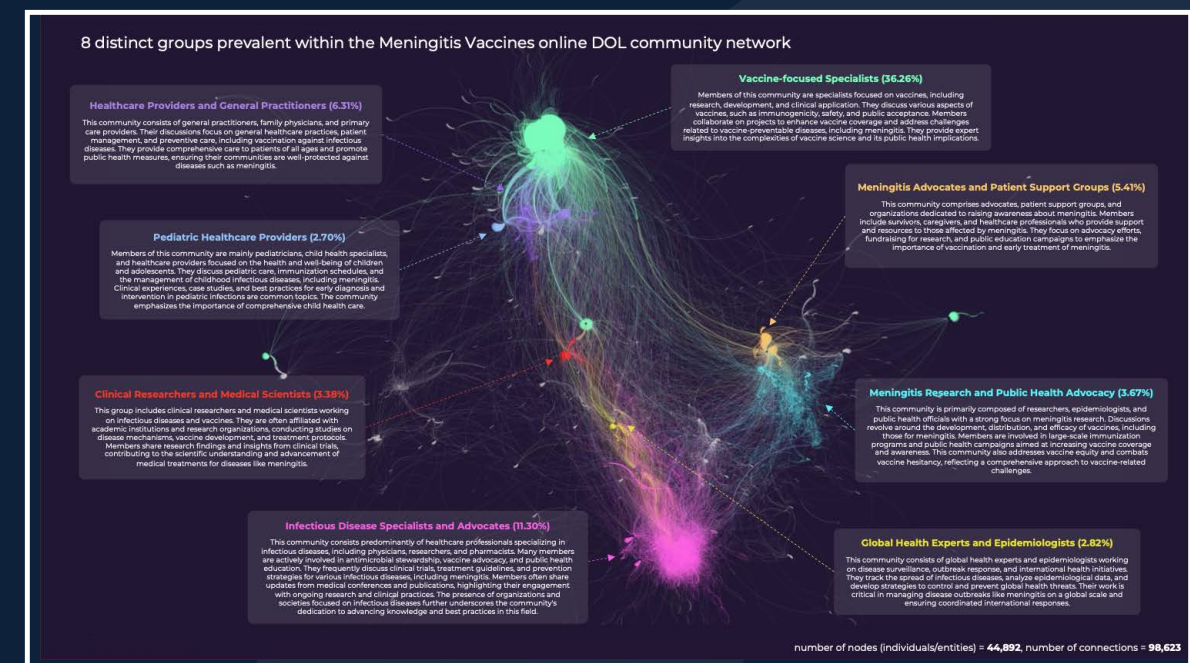 8 distinct groups prevalent within the Meningitis Vaccines online DOL community network
Vaccine-focused Specialists (36.26%)
Members of this community are specialists focused on vaccines, including
research, development, and clinical application. They discuss various aspects of
vaccines, such as immunogenicity, safety, and public acceptance. Members
collaborate on projects to enhance vaccine coverage and address challenges
related to vaccine-preventable diseases, including meningitis. They provide expert
insights into the complexities of vaccine science and its public health implications.
Healthcare Providers and General Practitioners (6.31%)
This community consists of general practitioners, family physicians, and primary
care providers. Their discussions focus on general healthcare practices, patient
management, and preventive care, including vaccination against infectious
diseases. They provide comprehensive care to patients of all ages and promote
public health measures, ensuring their communities are well-protected against
diseases such as meningitis.
Meningitis Advocates and Patient Support Groups (5.41%)
This community comprises advocates, patient support groups, and
organizations dedicated to raising awareness about meningitis. Members
include survivors, caregivers, and healthcare professionals who provide support
and resources to those affected by meningitis. They focus on advocacy efforts,
fundraising for research, and public education campaigns to emphasize the
importance of vaccination and early treatment of meningitis.
Pediatric Healthcare Providers (2.70%)
Members of this community are mainly pediatricians, child health specialists,
and healthcare providers focused on the health and well-being of children
and adolescents. They discuss pediatric care, immunization schedules, and
the management of childhood infectious diseases, including meningitis.
Clinical experiences, case studies, and best practices for early diagnosis and
intervention in pediatric infections are common topics. The community
emphasizes the importance of comprehensive child health care.
Clinical Researchers and Medical Scientists (3.38%)
This group includes clinical researchers and medical scientists working
on infectious diseases and vaccines. They are often affiliated with
academic institutions and research organizations, conducting studies on
disease mechanisms, vaccine development, and treatment protocols.
Members share research findings and insights from clinical trials,
contributing to the scientific understanding and advancement of
medical treatments for diseases like meningitis.
Meningitis Research and Public Health Advocacy (3.67%)
This community is primarily composed of researchers, epidemiologists, and
public health officials with a strong focus on meningitis research. Discussions
revolve around the development, distribution, and efficacy of vaccines, including
those for meningitis. Members are involved in large-scale immunization
programs and public health campaigns aimed at increasing vaccine coverage
and awareness. This community also addresses vaccine equity and combats
vaccine hesitancy, reflecting a comprehensive approach to vaccine-related
challenges.
Infectious Disease Specialists and Advocates (11.30%)
This community consists predominantly of healthcare professionals specializing in
infectious diseases, including physicians, researchers, and pharmacists. Many members
are actively involved in antimicrobial stewardship, vaccine advocacy, and public health
education. They frequently discuss clinical trials, treatment guidelines, and prevention
strategies for various infectious diseases, including meningitis. Members often share
updates from medical conferences and publications, highlighting their engagement
with ongoing research and clinical practices. The presence of organizations and
societies focused on infectious diseases further underscores the community's
dedication to advancing knowledge and best practices in this field.
Global Health Experts and Epidemiologists (2.82%)
This community consists of global health experts and epidemiologists working
on disease surveillance, outbreak response, and international health initiatives.
They track the spread of infectious diseases, analyze epidemiological data, and
develop strategies to control and prevent global health threats. Their work is
critical in managing disease outbreaks like meningitis on a global scale and
ensuring coordinated international responses.
number of nodes (individuals/entities) = 44,892, number of connections = 98,623